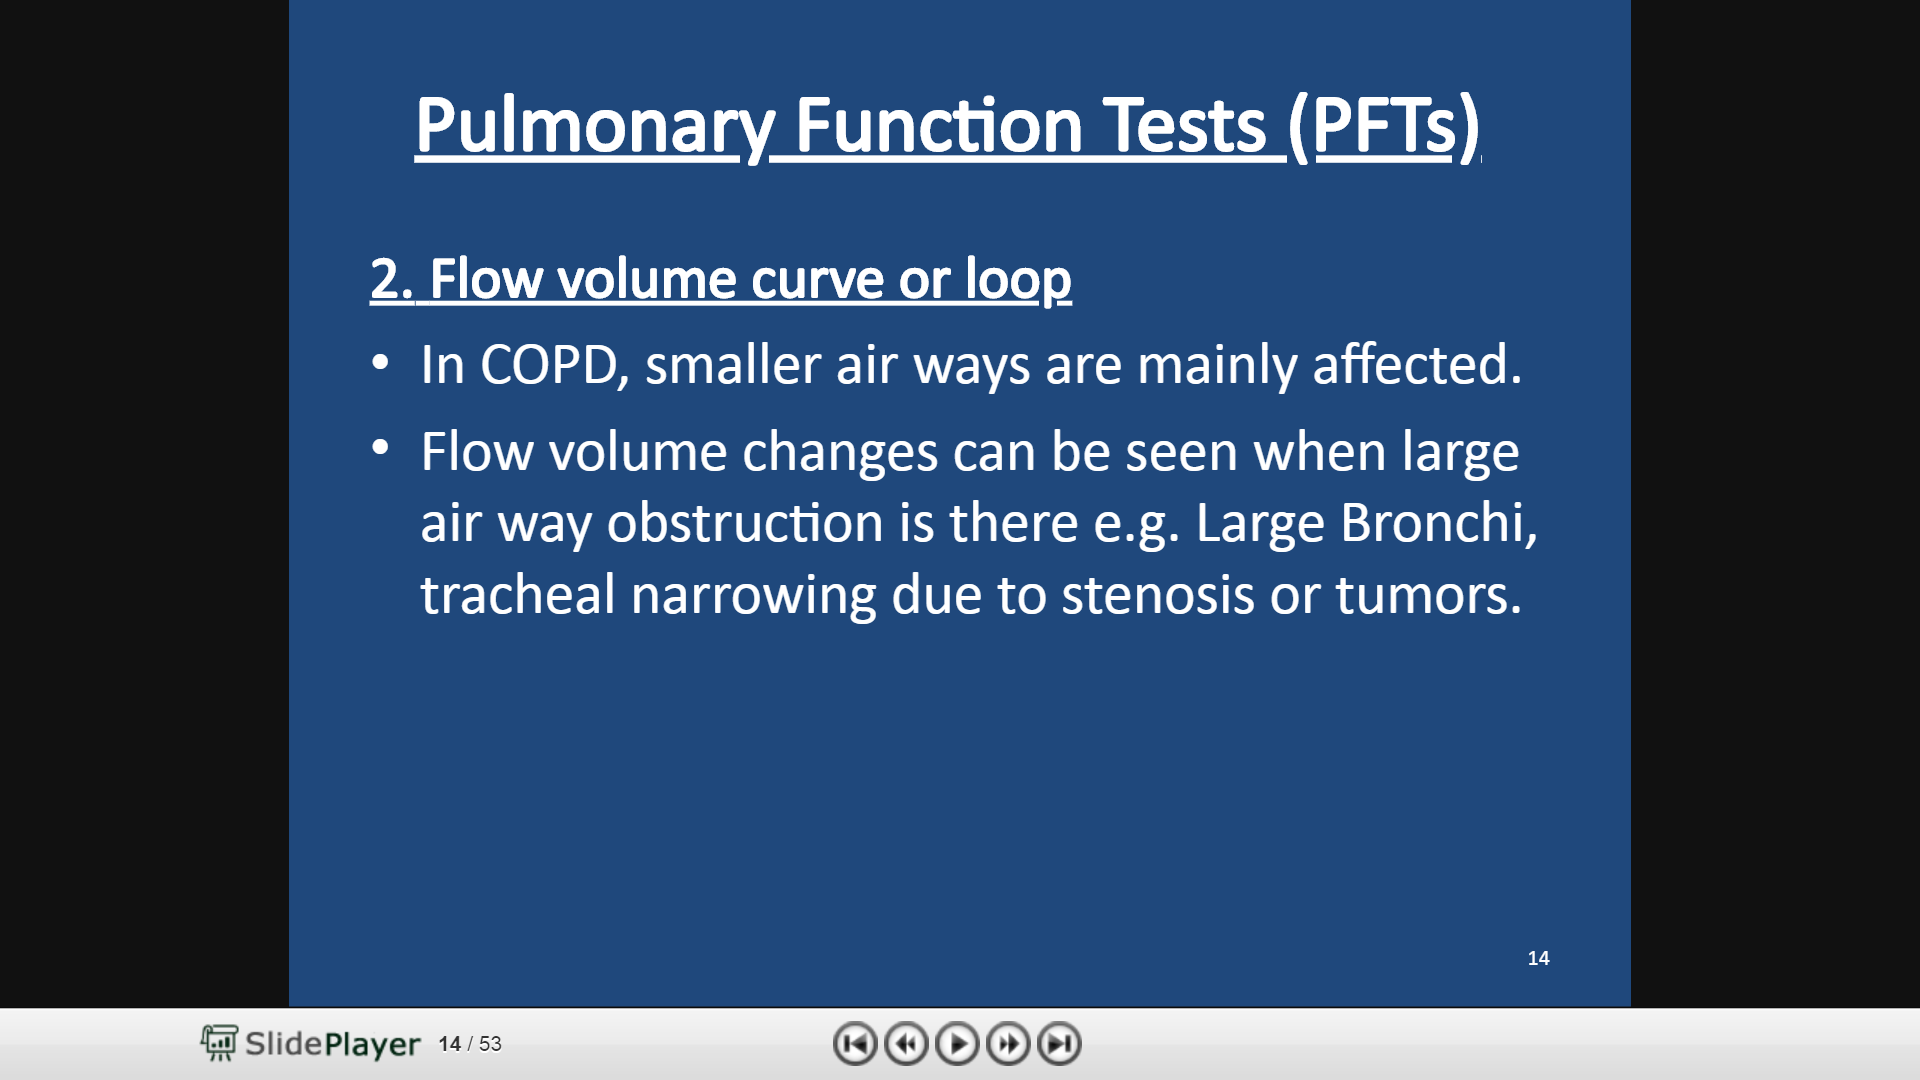 Pulmonary Function Tests (PFTs)
2. Flow volume curve or loop
• In COPD, smaller air ways are mainly affected.
• Flow volume changes can be seen when large
air way obstruction is there e.g. Large Bronchi,
tracheal narrowing due to stenosis or tumors.
14
SlidePlayer 14 / 53